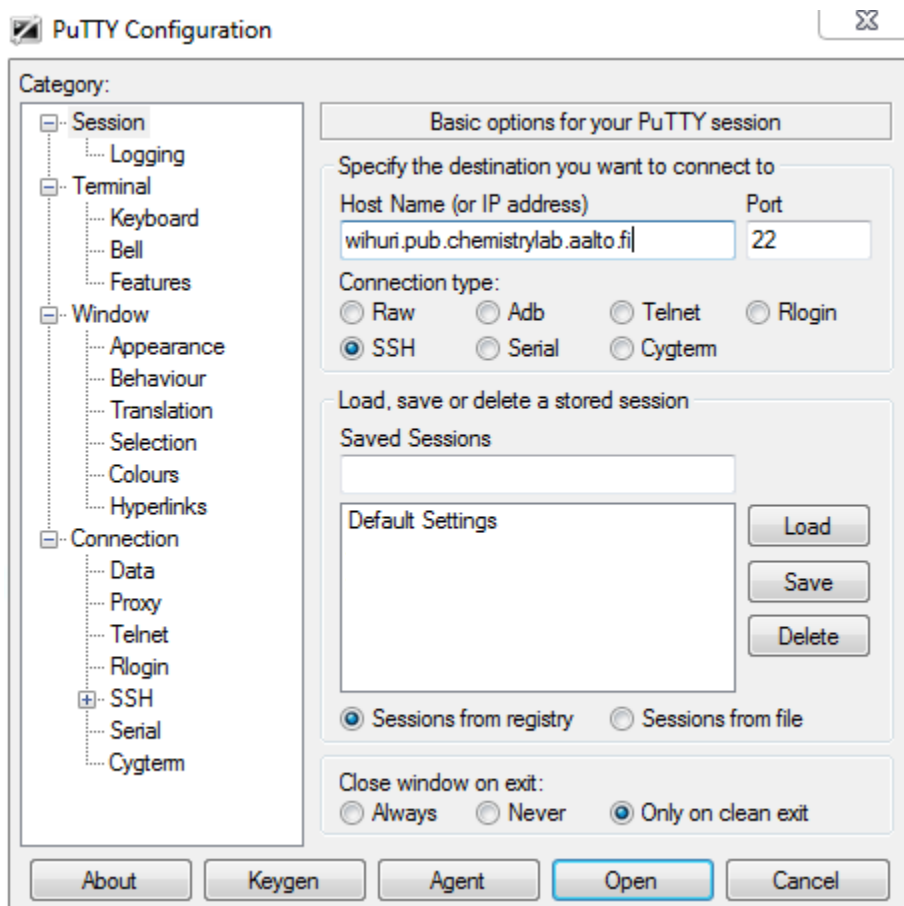 PuTTY Configuration
Category:
Session
Logging
Terminal
Keyboard
Bell
Features
Window
Appearance
Behaviour
Translation
Selection
Colours
Hyperlinks
Connection
Data
Proxy
Telnet
Rlogin
SSH
Serial
Cygterm
Basic options for your PuTTY session
Specify the destination you want to connect to
Host Name (or IP address) Port
wihuri.pub.chemistrylab.aalto.fi 22
Connection type:
Raw Adb Telnet Rlogin
SSH Serial Cygterm
Load, save or delete a stored session
Saved Sessions
Default Settings
Load
Save
Delete
Sessions from registry Sessions from file
Close window on exit:
Always Never Only on clean exit
About Keygen Agent Open Cancel